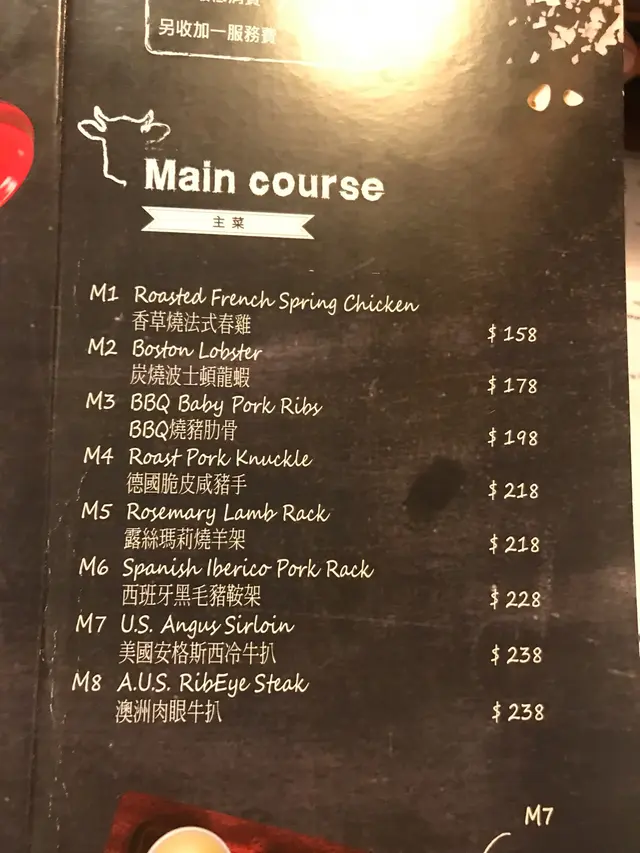 另收加一服務費
Main course
主菜
M1 Roasted French Spring Chicken
香草燒法式春雞
$158
M2 Boston Lobster
炭燒波士頓龍蝦
$178
M3 BBQ Baby Pork Ribs
BBQ燒豬肋骨
$198
M4 Roast Pork Knuckle
德國脆皮咸豬手
$218
M5 Rosemary Lamb Rack
露絲瑪莉燒羊架
$218
M6 Spanish Iberico Pork Rack
西班牙黑毛豬鞍架
$228
M7 U.S. Angus Sirloin
美國安格斯西冷牛扒
$238
M8 A.U.S. RibEye Steak
澳洲肉眼牛扒
$238
M7